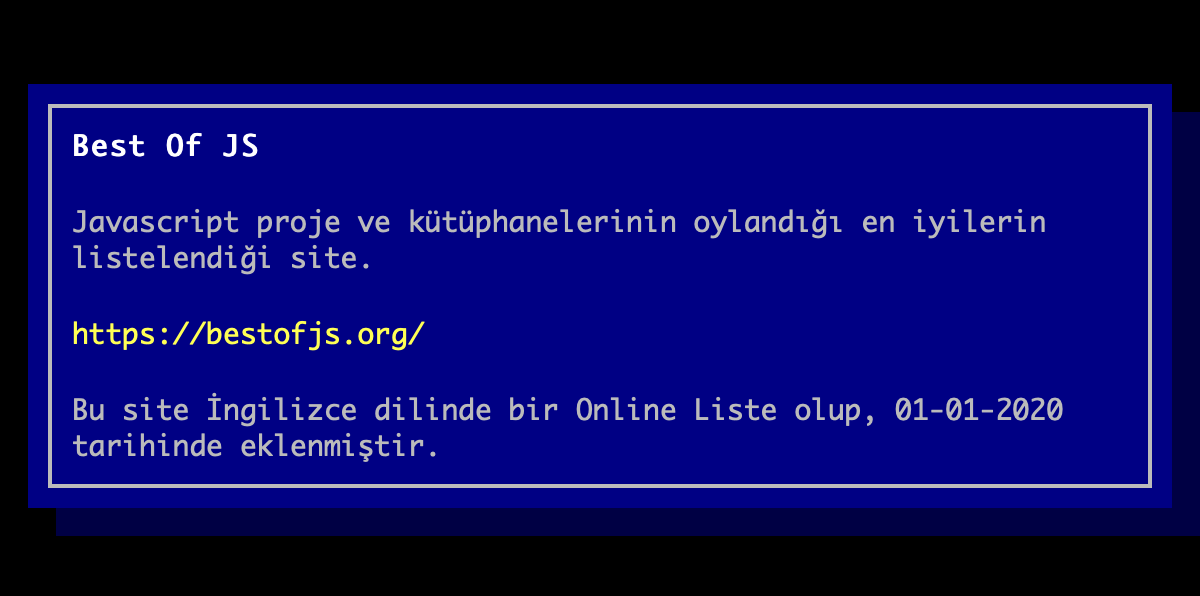 Best Of JS
Javascript proje ve kütüphanelerinin oylandığı en iyilerin
listelendiği site.
https://bestofjs.org/
Bu site İngilizce dilinde bir Online Liste olup, 01-01-2020
tarihinde eklenmiştir.